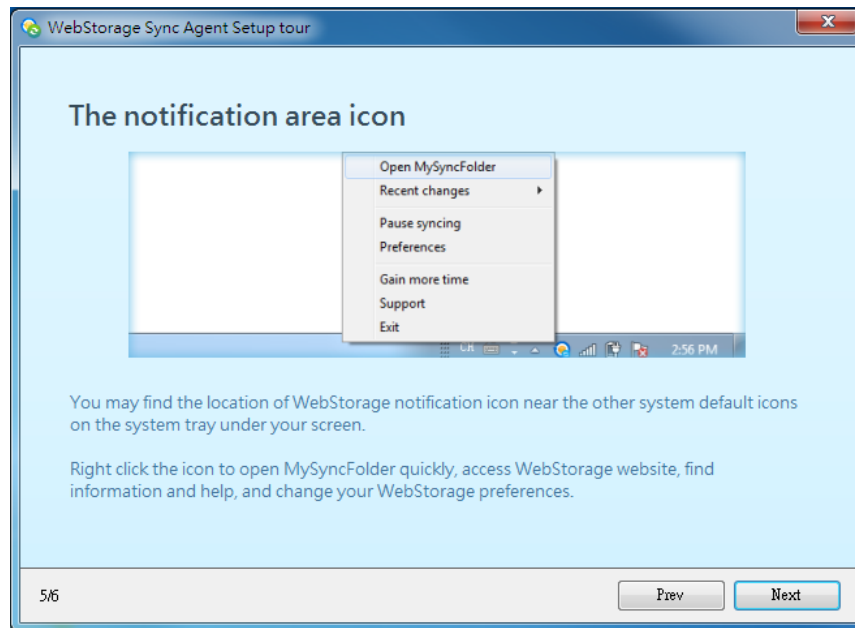 WebStorage Sync Agent Setup tour
The notification area icon
Open MySyncFolder
Recent changes
Pause syncing
Preferences
Gain more time
Support
Exit
2:56 PM
You may find the location of WebStorage notification icon near the other system default icons
on the system tray under your screen.
Right click the icon to open MySyncFolder quickly, access WebStorage website, find
information and help, and change your WebStorage preferences.
5/6
Prev
Next